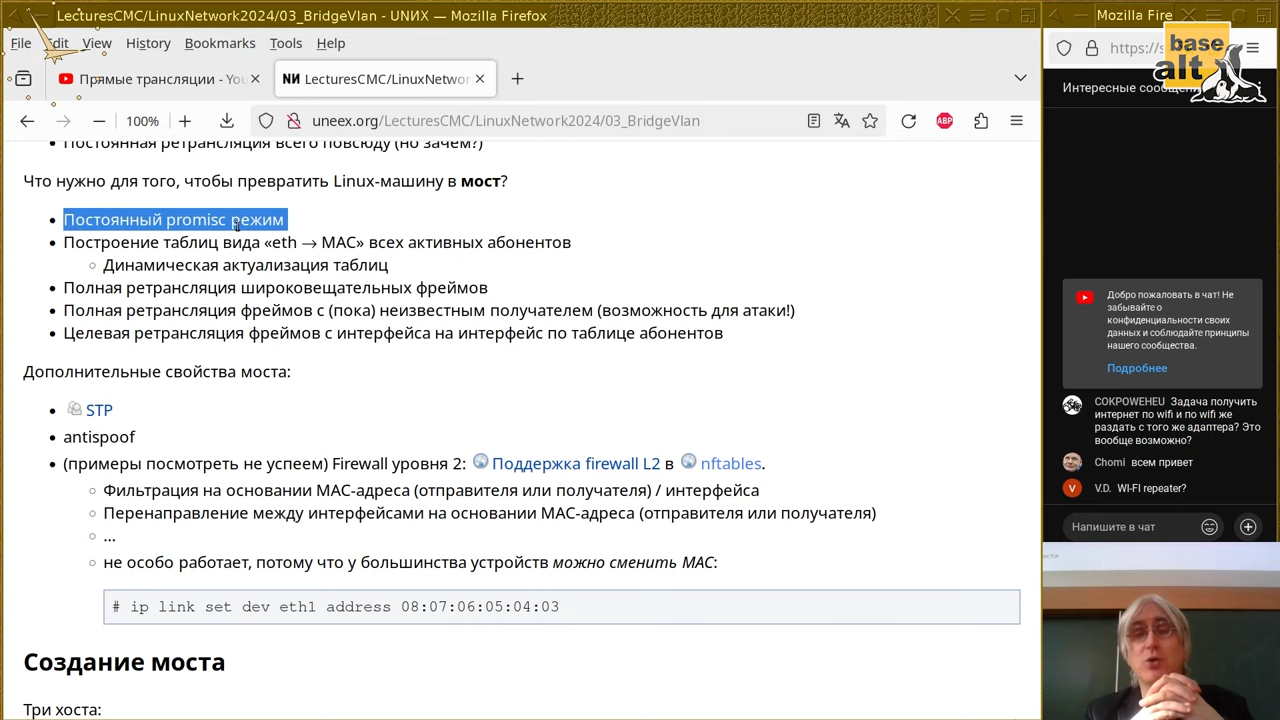 LecturesCMC/LinuxNetwork2024/03_BridgeVlan - UNИX — Mozilla Firefox
Mozilla Fire
File Edit View History Bookmarks Tools Help
base
alt
Прямые трансляции - You
NИ LecturesCMC/LinuxNetwor
https://s
100%
uneex.org/LecturesCMC/LinuxNetwork2024/03_BridgeVlan
ABP
Интересные сообщен
Постоянная ретрансляция всего повсюду (но зачем?)
Что нужно для того, чтобы превратить Linux-машину в мост?
Постоянный promisc режим
Построение таблиц вида «eth → MAC» всех активных абонентов
Динамическая актуализация таблиц
Полная ретрансляция широковещательных фреймов
Полная ретрансляция фреймов с (пока) неизвестным получателем (возможность для атаки!)
Целевая ретрансляция фреймов с интерфейса на интерфейс по таблице абонентов
Дополнительные свойства моста:
STP
antispoof
(примеры посмотреть не успеем) Firewall уровня 2: Поддержка firewall L2 в nftables.
Фильтрация на основании MAC-адреса (отправителя или получателя) / интерфейса
Перенаправление между интерфейсами на основании MAC-адреса (отправителя или получателя)
...
не особо работает, потому что у большинства устройств можно сменить MAC:
# ip link set dev eth1 address 08:07:06:05:04:03
Создание моста
Три хоста:
Добро пожаловать в чат! Не
забывайте о
конфиденциальности своих
данных и соблюдайте принципы
нашего сообщества.
Подробнее
COKPOWEHEU Задача получить
интернет по wifi и по wifi же
раздать с того же адаптера? Это
вообще возможно?
Chomi всем привет
V V.D. WI-FI repeater?
Напишите в чат